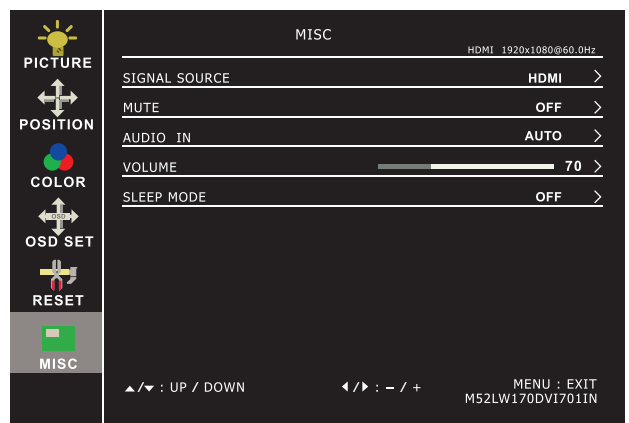 MISC
HDMI 1920x1080@60.0Hz
PICTURE
POSITION
COLOR
OSD
OSD SET
RESET
MISC
SIGNAL SOURCE HDMI >
MUTE OFF >
AUDIO IN AUTO >
VOLUME 70 >
SLEEP MODE OFF >
▲/▼ : UP / DOWN ◀/▶ : – / + MENU : EXIT
M52LW170DVI701IN